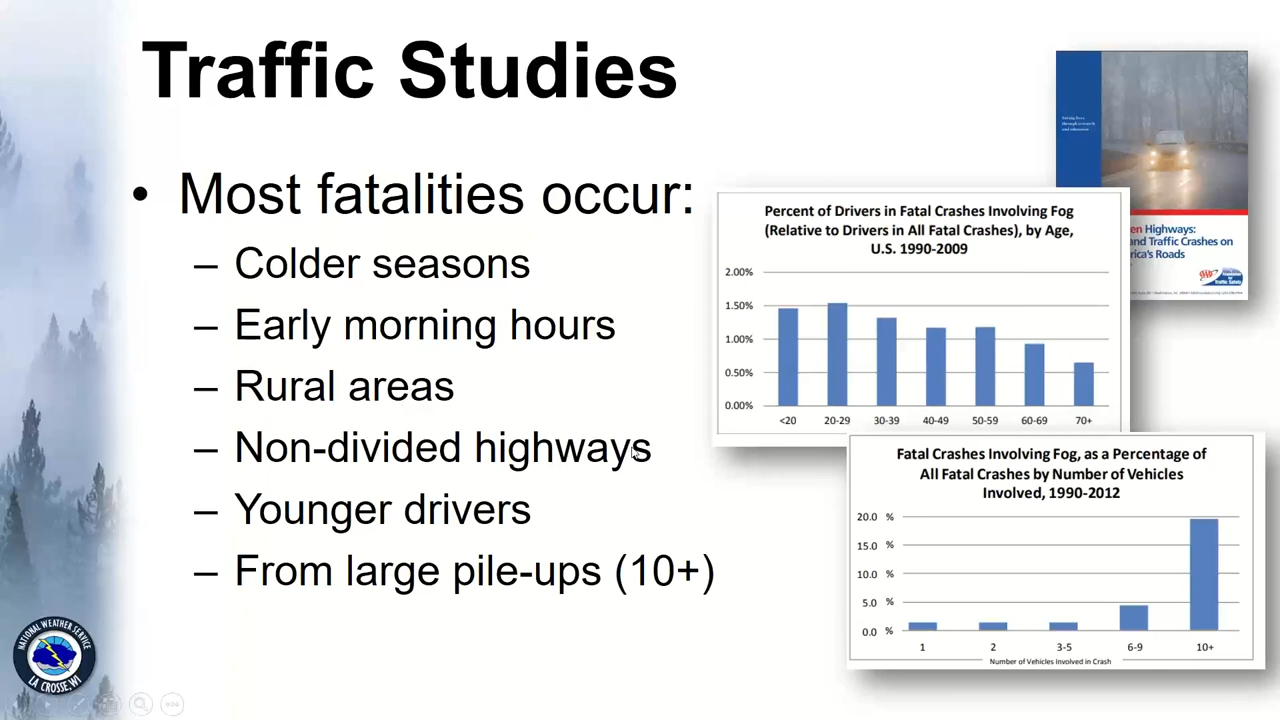 Traffic Studies
• Most fatalities occur:
– Colder seasons
– Early morning hours
– Rural areas
– Non-divided highways
– Younger drivers
– From large pile-ups (10+)
en Highways:
and Traffic Crashes on
rica's Roads
Percent of Drivers in Fatal Crashes Involving Fog
(Relative to Drivers in All Fatal Crashes), by Age,
U.S. 1990-2009
2.00%
1.50%
1.00%
0.50%
0.00%
<20 20-29 30-39 40-49 50-59 60-69 70+
Fatal Crashes Involving Fog, as a Percentage of
All Fatal Crashes by Number of Vehicles
Involved, 1990-2012
20.0 %
15.0 %
10.0 %
5.0 %
0.0 %
1 2 3-5 6-9 10+
Number of Vehicles Involved in Crash
NATIONAL WEATHER SERVICE
LA CROSSE, WI